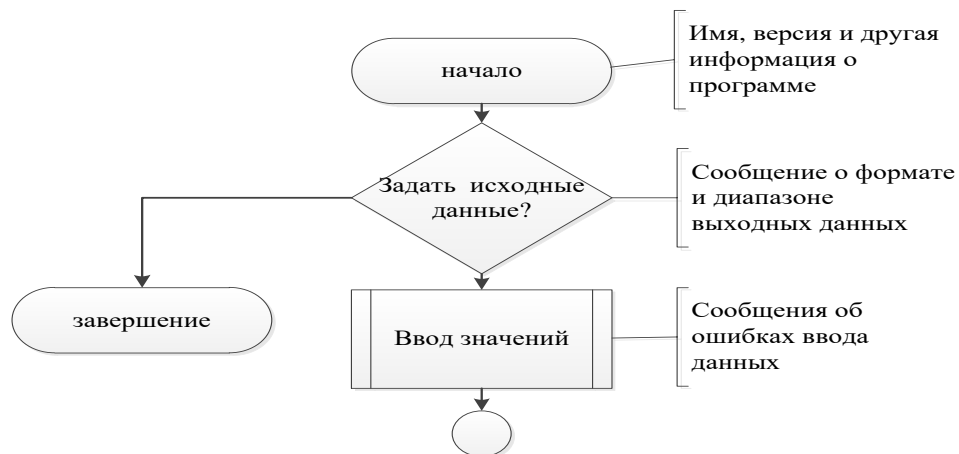 начало
Имя, версия и другая
информация о
программе
Задать исходные
данные?
Сообщение о формате
и диапазоне
выходных данных
завершение
Ввод значений
Сообщения об
ошибках ввода
данных